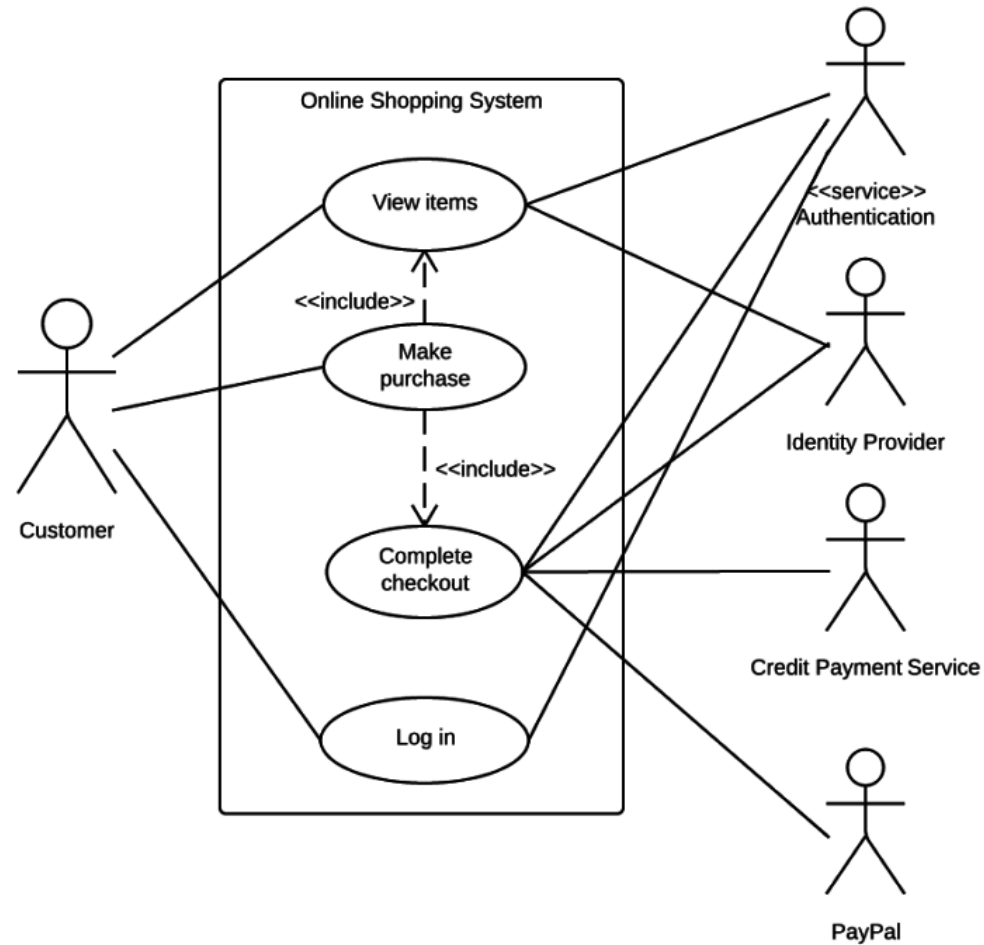 Online Shopping System
View items
<<service>>
Authentication
<<include>>
Make
purchase
Identity Provider
<<include>>
Customer
Complete
checkout
Credit Payment Service
Log in
PayPal